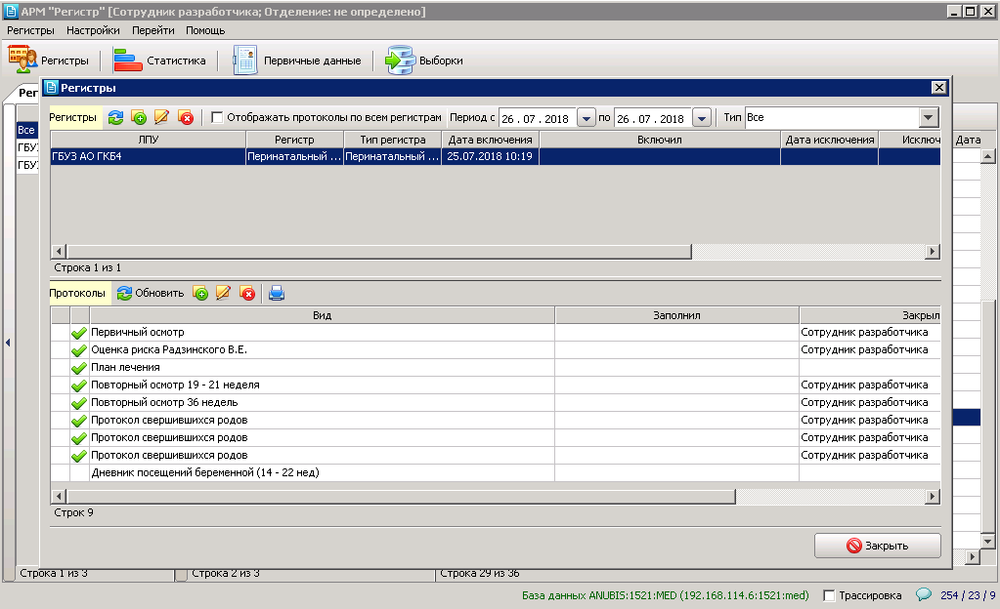 АРМ "Регистр" [Сотрудник разработчика; Отделение: не определено]
Регистры Настройки Перейти Помощь
Регистры Статистика Первичные данные Выборки
Рег
Регистры
Регистры Отображать протоколы по всем регистрам Период с 26 . 07 . 2018 по 26 . 07 . 2018 Тип Все
ЛПУ Регистр Тип регистра Дата включения Включил Дата исключения Исключ Дата
Все
ГБУЗ АО ГКБ4 Перинатальный ... Перинатальный ... 25.07.2018 10:19
ГБУЗ
ГБУЗ
Строка 1 из 1
Протоколы Обновить
Вид Заполнил Закрыл
Первичный осмотр Сотрудник разработчика
Оценка риска Радзинского В.Е. Сотрудник разработчика
План лечения
Повторный осмотр 19 - 21 неделя Сотрудник разработчика
Повторный осмотр 36 недель Сотрудник разработчика
Протокол свершившихся родов Сотрудник разработчика
Протокол свершившихся родов Сотрудник разработчика
Протокол свершившихся родов Сотрудник разработчика
Дневник посещений беременной (14 - 22 нед)
Строк 9
Закрыть
Строка 1 из 3 Строка 2 из 3 Строка 29 из 36
База данных ANUBIS:1521:MED (192.168.114.6:1521:med) Трассировка 254 / 23 / 9